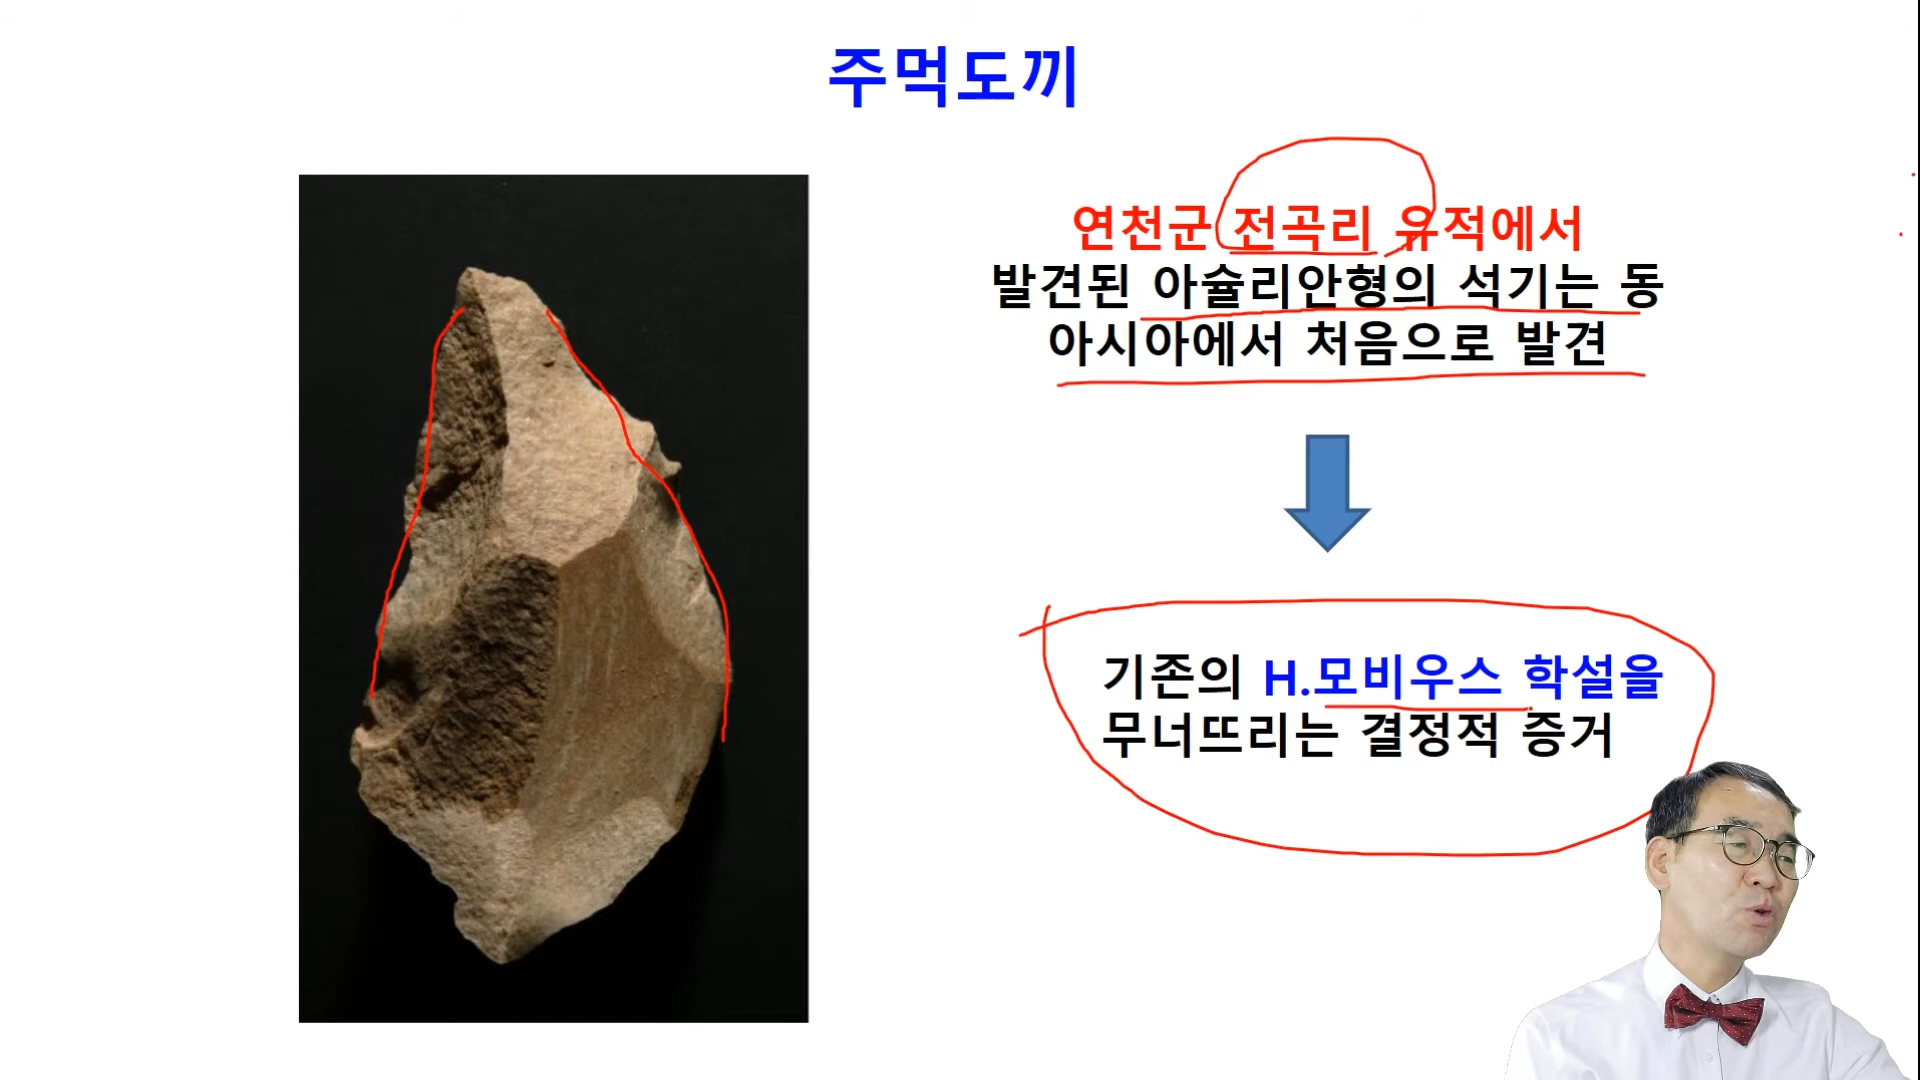 주먹도끼
연천군 전곡리 유적에서
발견된 아슐리안형의 석기는 동
아시아에서 처음으로 발견
기존의 H.모비우스 학설을
무너뜨리는 결정적 증거